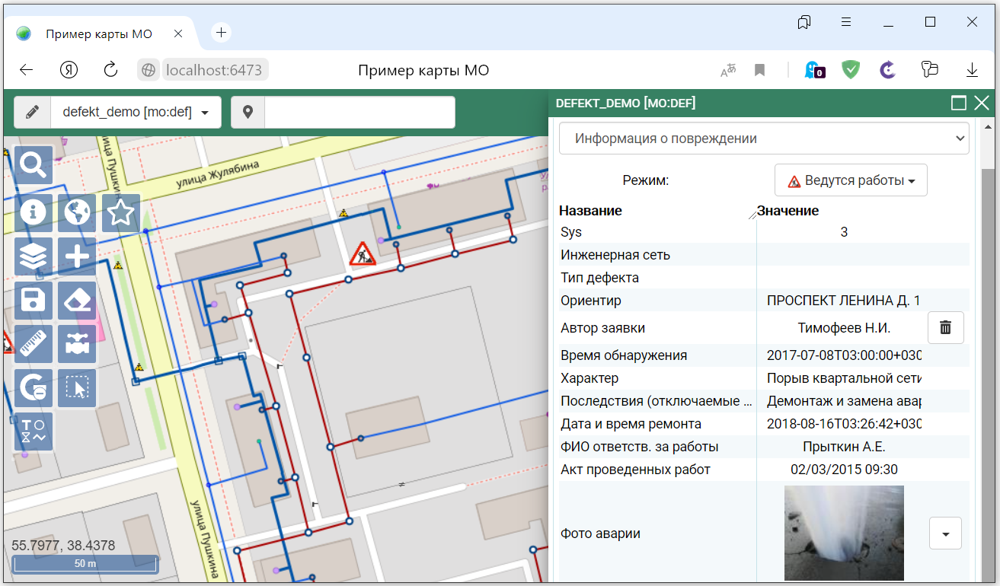 Пример карты МО
localhost:6473
Пример карты МО
0
defekt_demo [mo:def]
DEFEKT_DEMO [MO:DEF]
Информация о повреждении
Режим:
Ведутся работы
Название
Значение
Sys
3
Инженерная сеть
Тип дефекта
Ориентир
ПРОСПЕКТ ЛЕНИНА Д. 1
Автор заявки
Тимофеев Н.И.
Время обнаружения
2017-07-08T03:00:00+030
Характер
Порыв квартальной сети
Последствия (отключаемые ...
Демонтаж и замена авар
Дата и время ремонта
2018-08-16T03:26:42+030
ФИО ответств. за работы
Прыткин А.Е.
Акт проведенных работ
02/03/2015 09:30
Фото аварии
улица Пушкина
улица Жулябина
улица Пушкина
55.7977, 38.4378
50 m